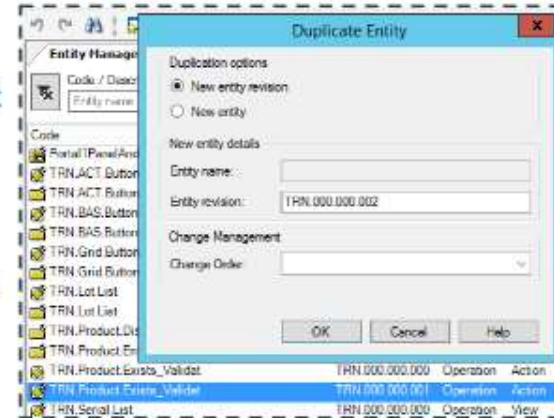 Duplicate Entity
x
Entity Manage
Code / Descr
Entity name
Code
Portal1PanelAnd
TRN.ACT Button
TRN.ACT Button
TRN.BAS.Button
TRN.BAS Button
TRN.Grid Button
TRN.Grid Button
TRN.Lot List
TRN.Lot List
TRN.Product.Dis
TRN.Product.En
TRN.Product.Exists_Validat TRN.000.000.000 Operation Action
TRN.Product.Exists_Validat TRN.000.000.001 Operation Action
TRN.Serial List TRN.000.000.000 Operation View
Duplication options
New entity revision
New entity
New entity details
Entity name:
Entity revision: TRN.000.000.002
Change Management
Change Order:
OK Cancel Help